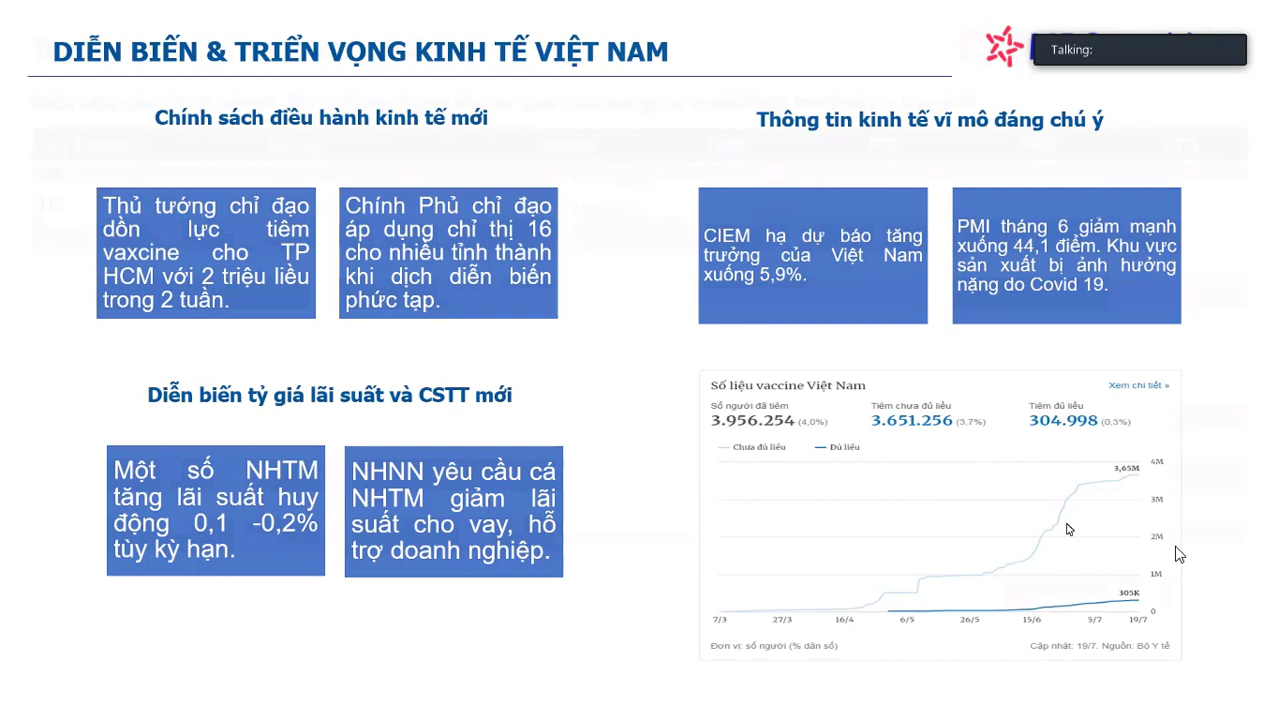 DIỄN BIẾN & TRIỂN VỌNG KINH TẾ VIỆT NAM
Talking:
Chính sách điều hành kinh tế mới
Thủ tướng chỉ đạo
dồn lực tiêm
vaxcine cho TP
HCM với 2 triệu liều
trong 2 tuần.
Chính Phủ chỉ đạo
áp dụng chỉ thị 16
cho nhiều tỉnh thành
khi dịch diễn biến
phức tạp.
Thông tin kinh tế vĩ mô đáng chú ý
CIEM hạ dự báo tăng
trưởng của Việt Nam
xuống 5,9%.
PMI tháng 6 giảm mạnh
xuống 44,1 điểm. Khu vực
sản xuất bị ảnh hưởng
nặng do Covid 19.
Diễn biến tỷ giá lãi suất và CSTT mới
Một số NHTM
tăng lãi suất huy
động 0,1 -0,2%
tùy kỳ hạn.
NHNN yêu cầu cá
NHTM giảm lãi
suất cho vay, hỗ
trợ doanh nghiệp.
Số liệu vaccine Việt Nam
Xem chi tiết »
Số người đã tiêm
3.956.254 (4,0%)
Tiêm chưa đủ liều
3.651.256 (3,7%)
Tiêm đủ liều
304.998 (0,3%)
Chưa đủ liều
Đủ liều
3,65M
4M
3M
2M
1M
305K
0
7/3 27/3 16/4 6/5 26/5 15/6 5/7 19/7
Đơn vị: số người (% dân số)
Cập nhật: 19/7. Nguồn: Bộ Y tế